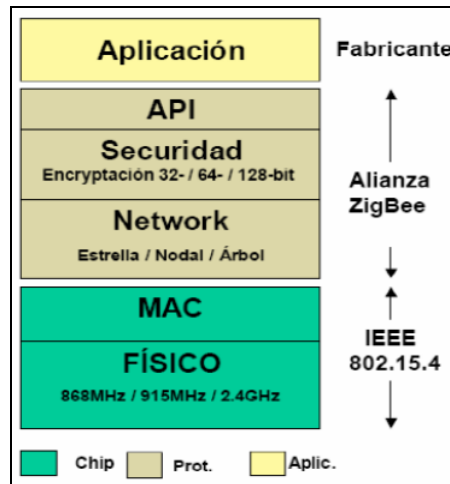 Aplicación
Fabricante
API
Securidad
Encryptación 32- / 64- / 128-bit
Alianza
ZigBee
Network
Estrella / Nodal / Árbol
MAC
IEEE
802.15.4
FÍSICO
868MHz / 915MHz / 2.4GHz
Chip
Prot.
Aplic.